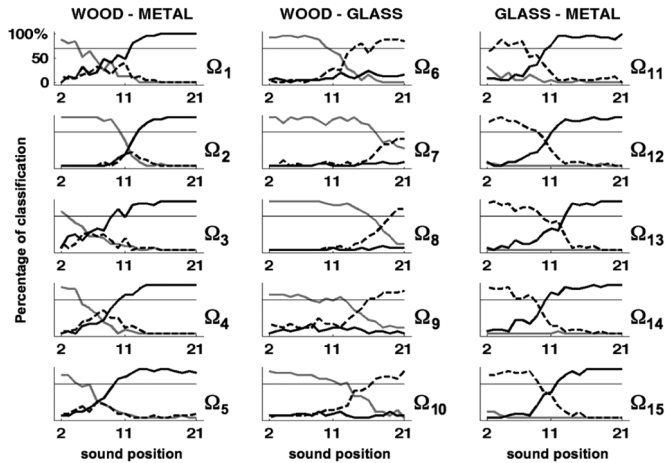 WOOD - METAL WOOD - GLASS GLASS - METAL
100%
50
0
Ω1 Ω6 Ω11
2 11 21 2 11 21 2 11 21
Ω2 Ω7 Ω12
2 11 21 2 11 21 2 11 21
Percentage of classification
Ω3 Ω8 Ω13
2 11 21 2 11 21 2 11 21
Ω4 Ω9 Ω14
2 11 21 2 11 21 2 11 21
Ω5 Ω10 Ω15
2 11 21 2 11 21 2 11 21
sound position sound position sound position